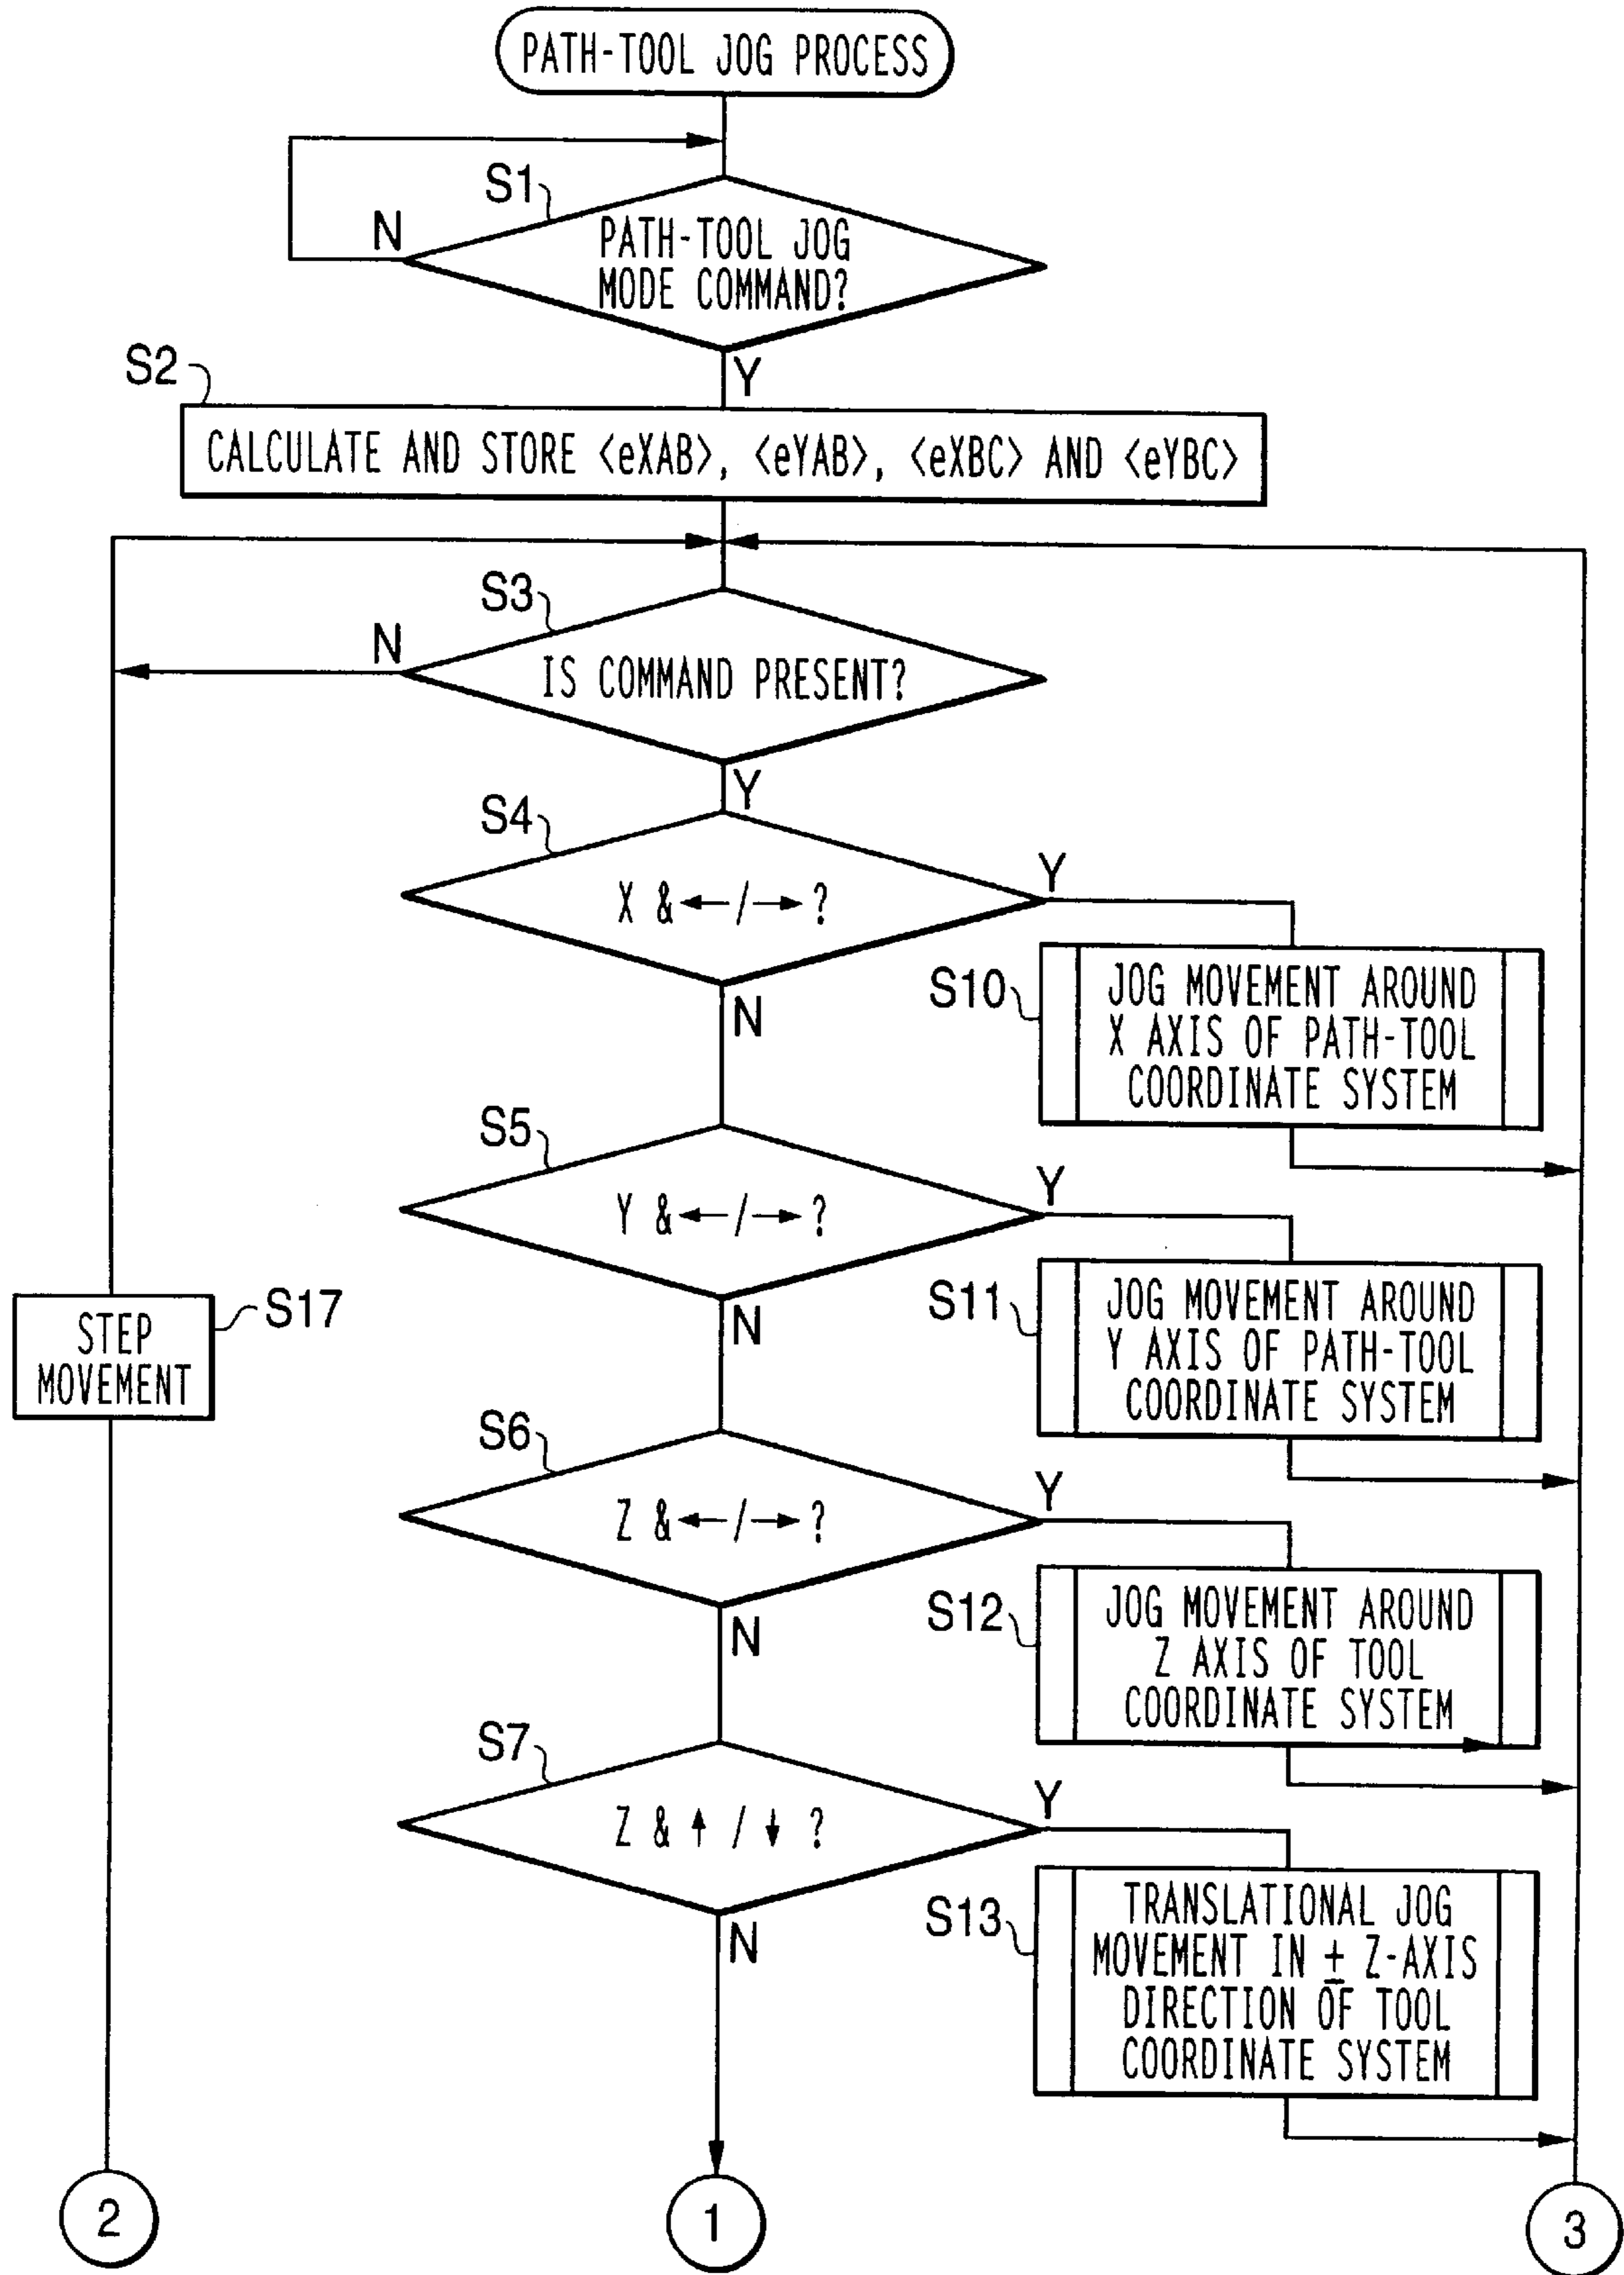 PATH-TOOL JOG PROCESS
S1
N
PATH-TOOL JOG
MODE COMMAND?
Y
S2
CALCULATE AND STORE <eXAB>, <eYAB>, <eXBC> AND <eYBC>
S3
N
IS COMMAND PRESENT?
Y
S4
X & ←/→ ?
Y
N
S10
JOG MOVEMENT AROUND
X AXIS OF PATH-TOOL
COORDINATE SYSTEM
S5
Y & ←/→ ?
Y
N
S11
JOG MOVEMENT AROUND
Y AXIS OF PATH-TOOL
COORDINATE SYSTEM
S17
STEP
MOVEMENT
S6
Z & ←/→ ?
Y
N
S12
JOG MOVEMENT AROUND
Z AXIS OF TOOL
COORDINATE SYSTEM
S7
Z & ↑ / ↓ ?
Y
N
S13
TRANSLATIONAL JOG
MOVEMENT IN ± Z-AXIS
DIRECTION OF TOOL
COORDINATE SYSTEM
2
1
3